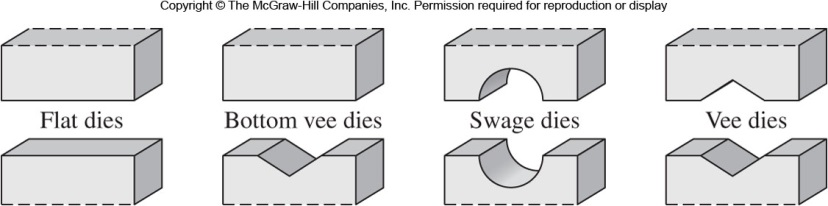 Copyright © The McGraw-Hill Companies, Inc. Permission required for reproduction or display
Flat dies
Bottom vee dies
Swage dies
Vee dies